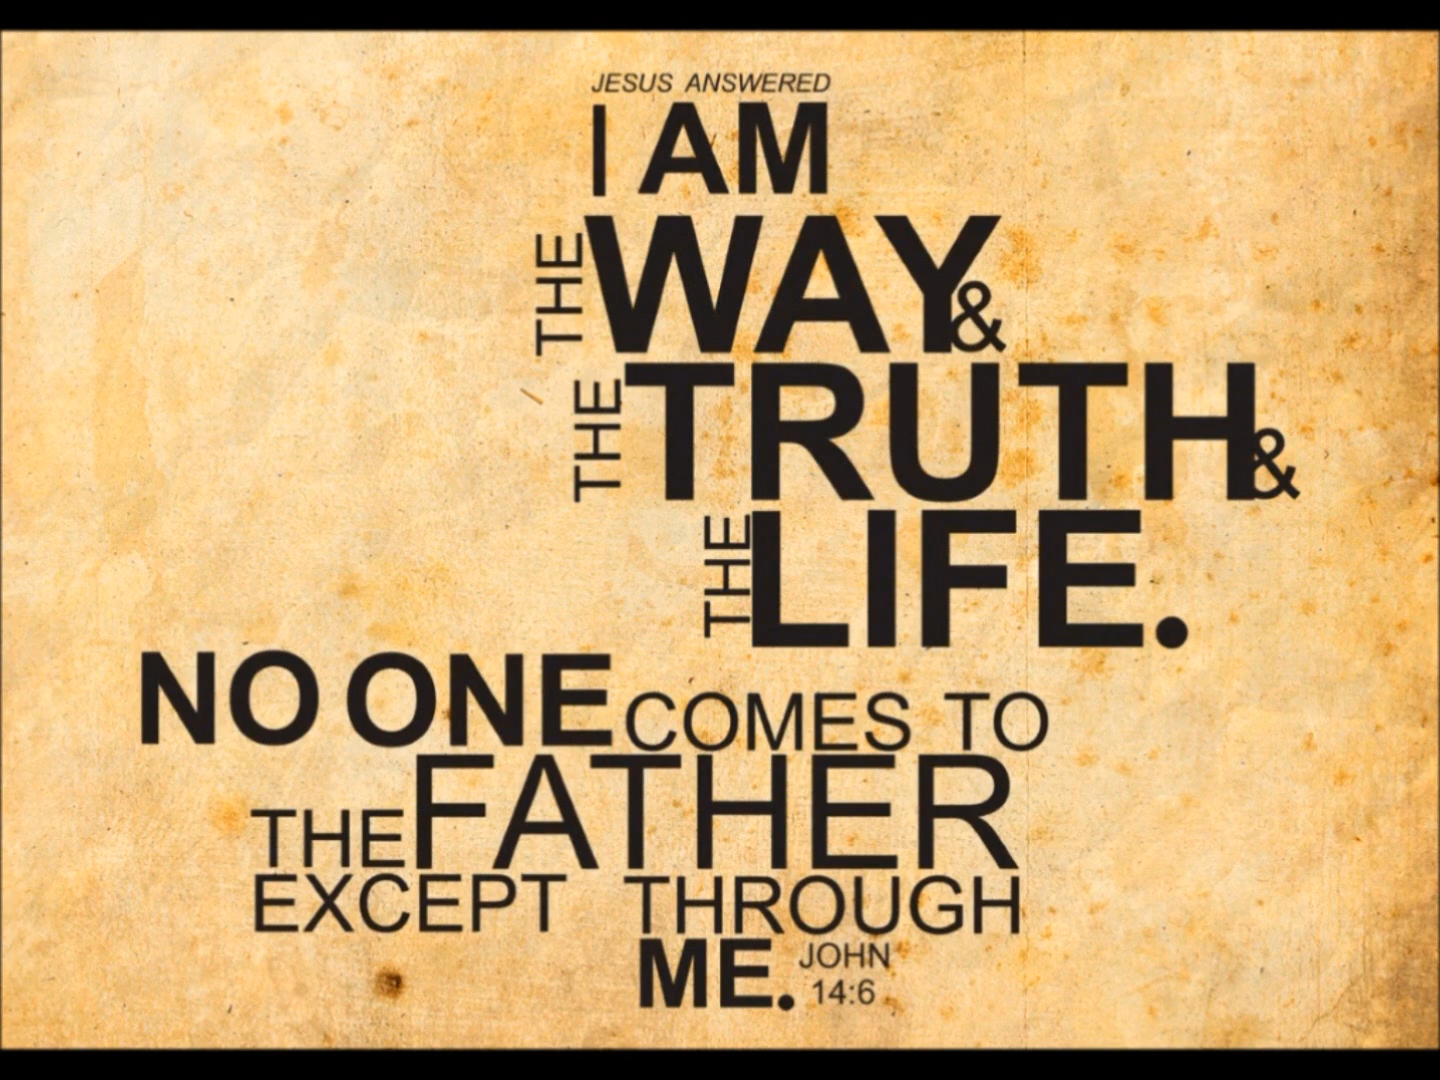 JESUS ANSWERED
I AM
THE WAY &
THE TRUTH &
THE LIFE.
NO ONE COMES TO
THE FATHER
EXCEPT THROUGH
ME. JOHN
14:6